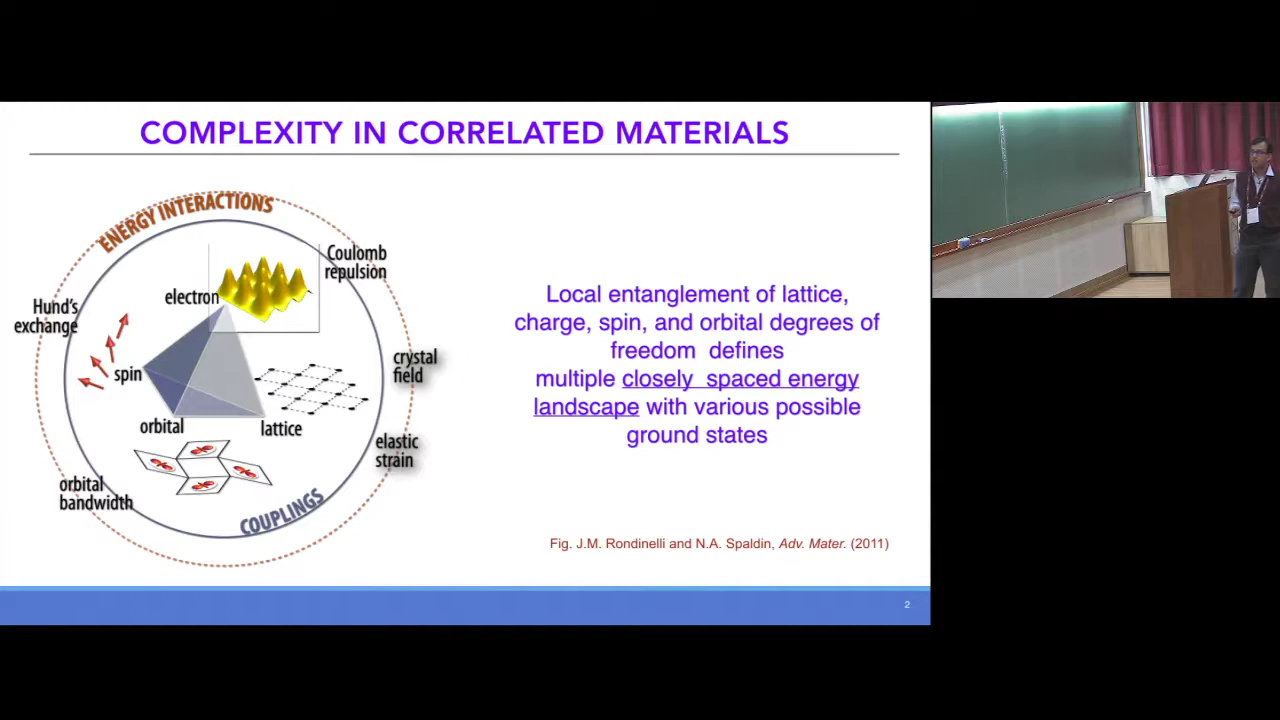 COMPLEXITY IN CORRELATED MATERIALS
ENERGY INTERACTIONS
Coulomb
repulsion
electron
Hund's
exchange
crystal
field
spin
orbital
lattice
elastic
strain
orbital
bandwidth
COUPLINGS
Local entanglement of lattice,
charge, spin, and orbital degrees of
freedom defines
multiple closely spaced energy
landscape with various possible
ground states
Fig. J.M. Rondinelli and N.A. Spaldin, Adv. Mater. (2011)
2